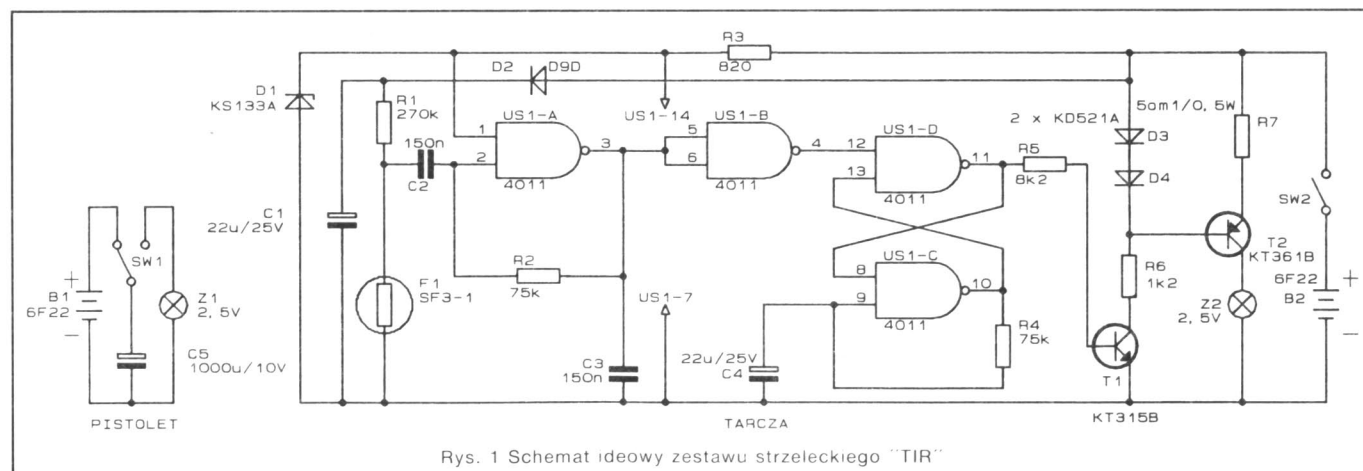 R3
820
D2
D9D
D1
KS133A
R1
270k
US1-A
US1-14
US1-B
US1-D
5om1/0,5W
2 x KD521A
R7
150n
1
2
3
5
6
4
12
13
11
R5
8k2
D3
D4
C2
4011
4011
4011
SW2
C1
22u/25V
R2
75k
US1-C
T2
KT361B
SW1
F1
SF3-1
8
9
10
R6
1k2
6F22
B2
+
-
+
B1
6F22
-
Z1
2,5V
US1-7
4011
R4
75k
Z2
2,5V
C5
1000u/10V
C3
150n
22u/25V
C4
T1
PISTOLET
TARCZA
KT315B
Rys. 1 Schemat ideowy zestawu strzeleckiego "TIR"